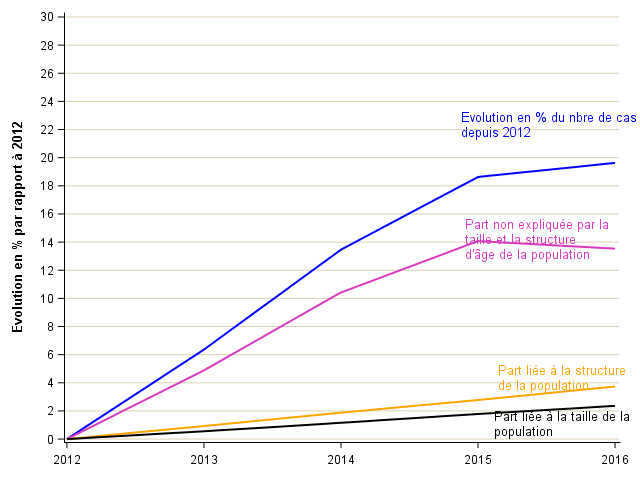 30
28
26
24
22
20
18
16
14
12
10
8
6
4
2
0
Evolution en % par rapport à 2012
Evolution en % du nbre de cas
depuis 2012
Part non expliquée par la
taille et la structure
d'âge de la population
Part liée à la structure
de la population
Part liée à la taille de la
population
2012
2013
2014
2015
2016